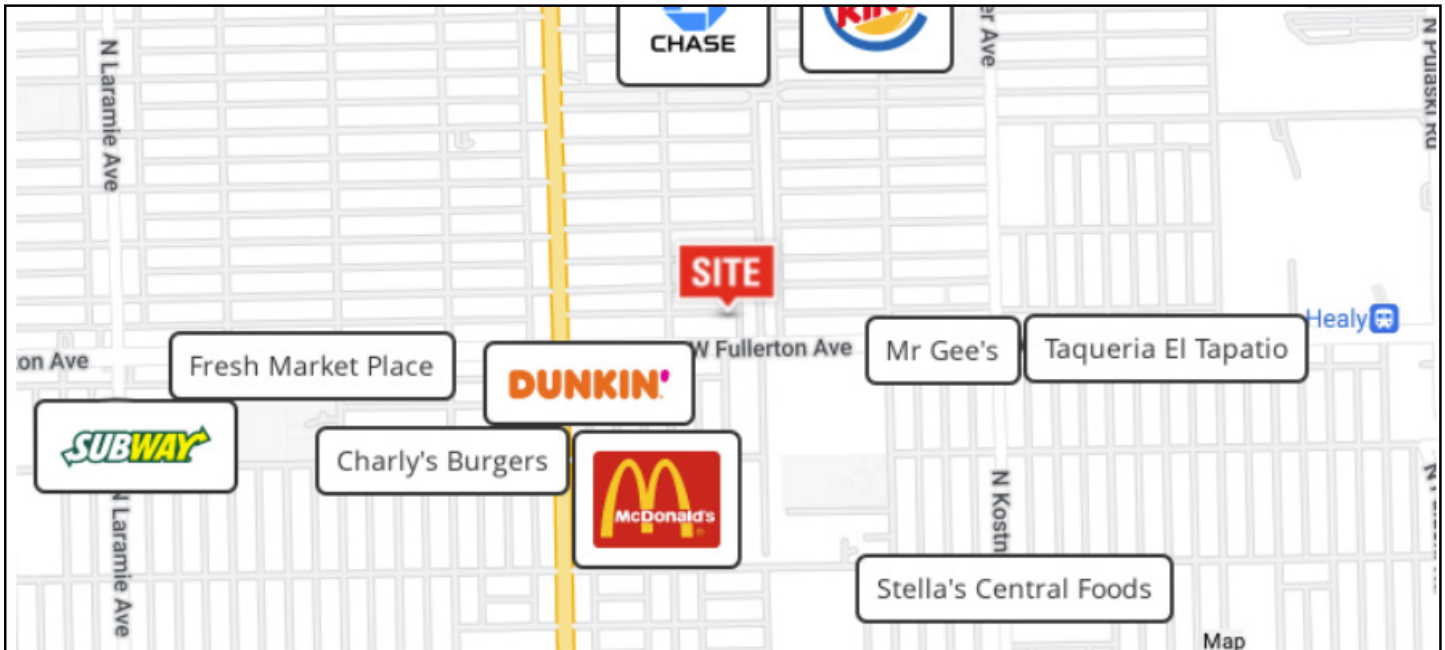 CHASE
KING
er Ave
N Pulaski Rd
N Laramie Ave
SITE
Healy
on Ave
Fresh Market Place
DUNKIN'
W Fullerton Ave
Mr Gee's
Taqueria El Tapatio
SUBWAY
Charly's Burgers
McDonald's
N Kostn
N Laramie Ave
Stella's Central Foods
Map